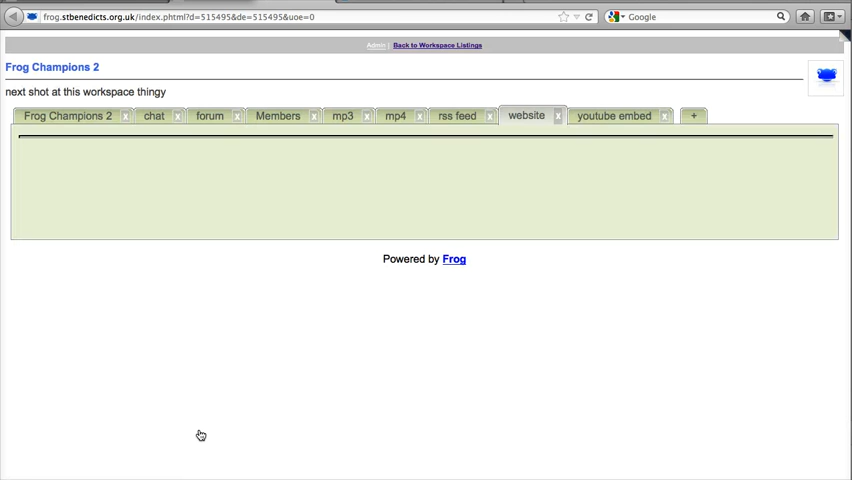 frog.stbenedicts.org.uk/index.phtml?d=515495&de=515495&uoe=0
Google
Admin | Back to Workspace Listings
Frog Champions 2
next shot at this workspace thingy
Frog Champions 2 x chat x forum x Members x mp3 x mp4 x rss feed x website x youtube embed x +
Powered by Frog